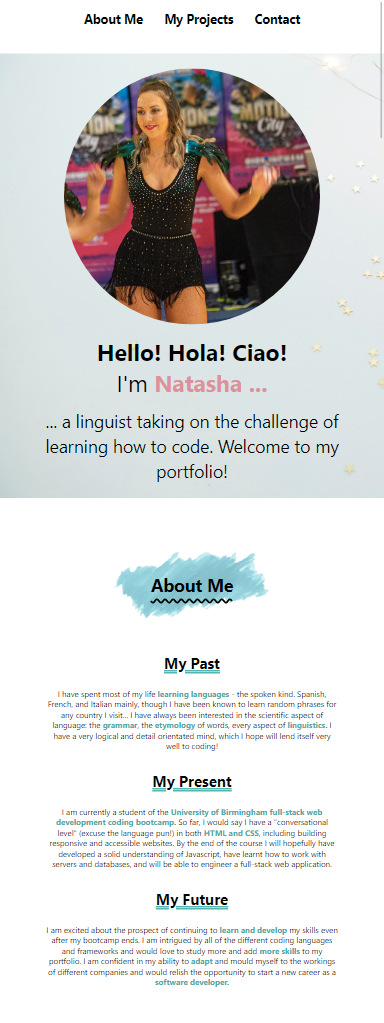 About Me My Projects Contact
MOTION
City
Hello! Hola! Ciao!
I'm Natasha ...
... a linguist taking on the challenge of
learning how to code. Welcome to my
portfolio!
About Me
My Past
I have spent most of my life learning languages - the spoken kind. Spanish,
French, and Italian mainly, though I have been known to learn random phrases for
any country I visit... I have always been interested in the scientific aspect of
language: the grammar, the etymology of words, every aspect of linguistics. I
have a very logical and detail orientated mind, which I hope will lend itself very
well to coding!
My Present
I am currently a student of the University of Birmingham full-stack web
development coding bootcamp. So far, I would say I have a "conversational
level" (excuse the language pun!) in both HTML and CSS, including building
responsive and accessible websites. By the end of the course I will hopefully have
developed a solid understanding of Javascript, have learnt how to work with
servers and databases, and will be able to engineer a full-stack web application.
My Future
I am excited about the prospect of continuing to learn and develop my skills even
after my bootcamp ends. I am intrigued by all of the different coding languages
and frameworks and would love to study more and add more skills to my
portfolio. I am confident in my ability to adapt and mould myself to the workings
of different companies and would relish the opportunity to start a new career as a
software developer.